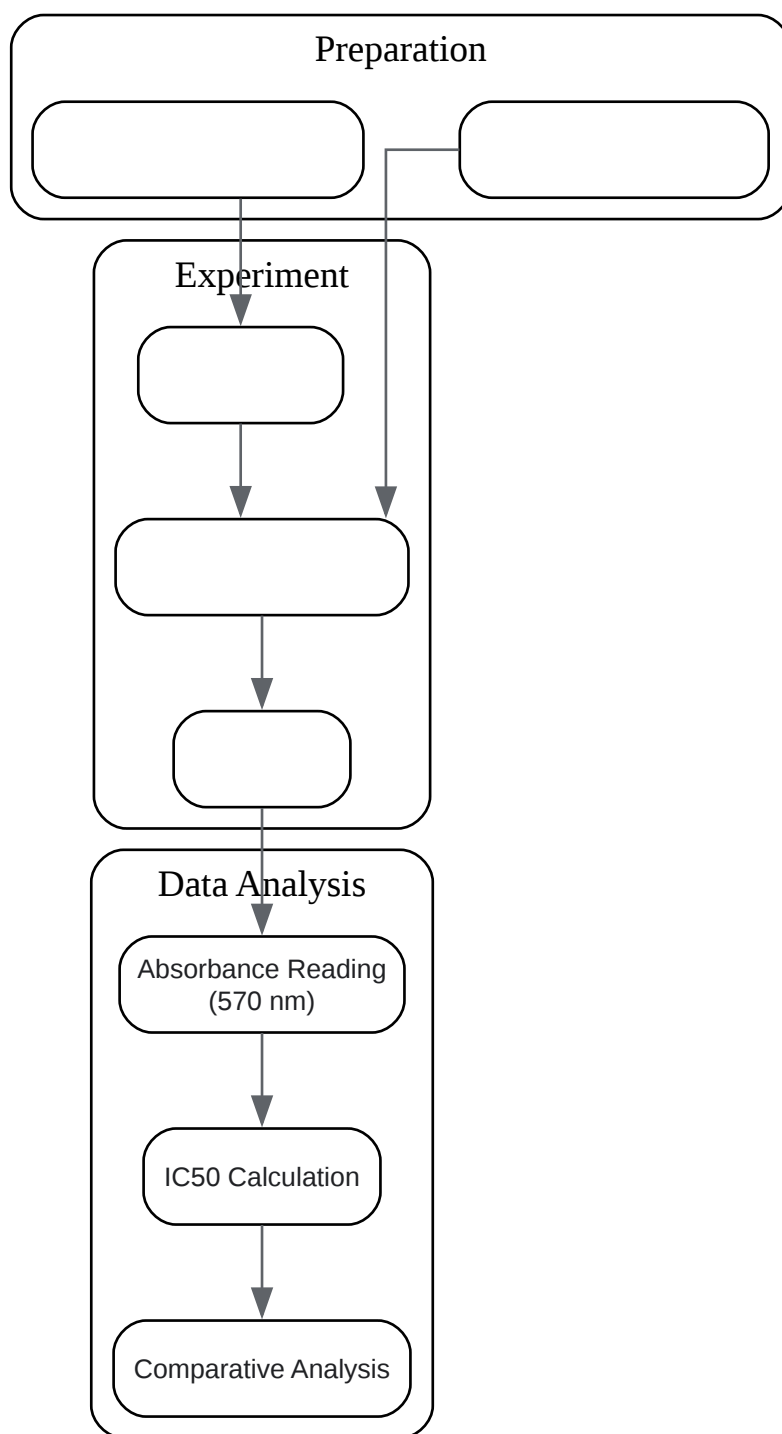 Preparation
Experiment
Data Analysis
Absorbance Reading
(570 nm)
IC50 Calculation
Comparative Analysis